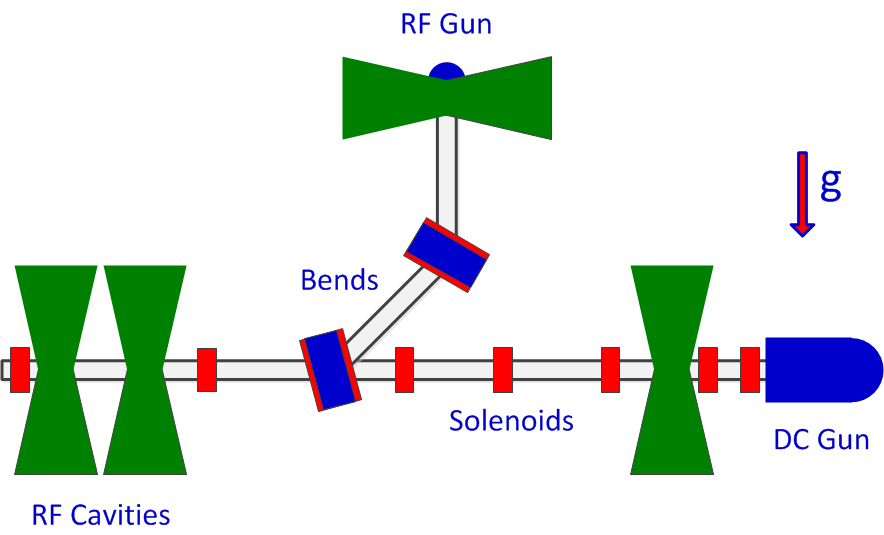 RF Gun
g
Bends
Solenoids
DC Gun
RF Cavities